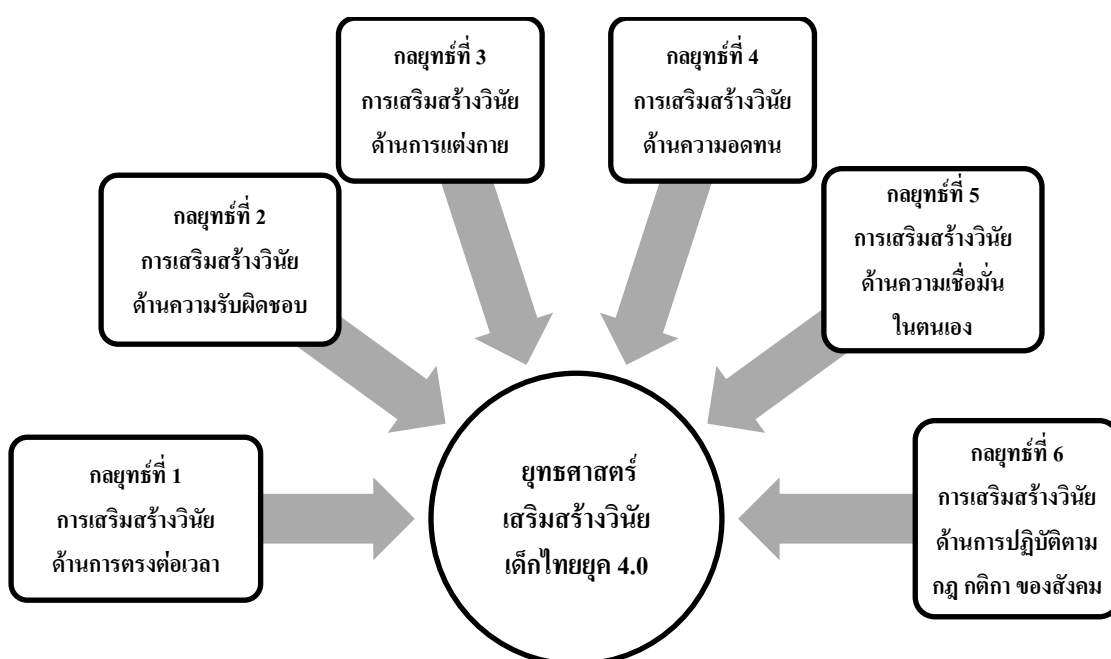 กลยุทธ์ที่ 1
การเสริมสร้างวินัย
ด้านการตรงต่อเวลา
กลยุทธ์ที่ 2
การเสริมสร้างวินัย
ด้านความรับผิดชอบ
กลยุทธ์ที่ 3
การเสริมสร้างวินัย
ด้านการแต่งกาย
กลยุทธ์ที่ 4
การเสริมสร้างวินัย
ด้านความอดทน
กลยุทธ์ที่ 5
การเสริมสร้างวินัย
ด้านความเชื่อมั่น
ในตนเอง
กลยุทธ์ที่ 6
การเสริมสร้างวินัย
ด้านการปฏิบัติตาม
กฎ กติกา ของสังคม
ยุทธศาสตร์
เสริมสร้างวินัย
เด็กไทยยุค 4.0